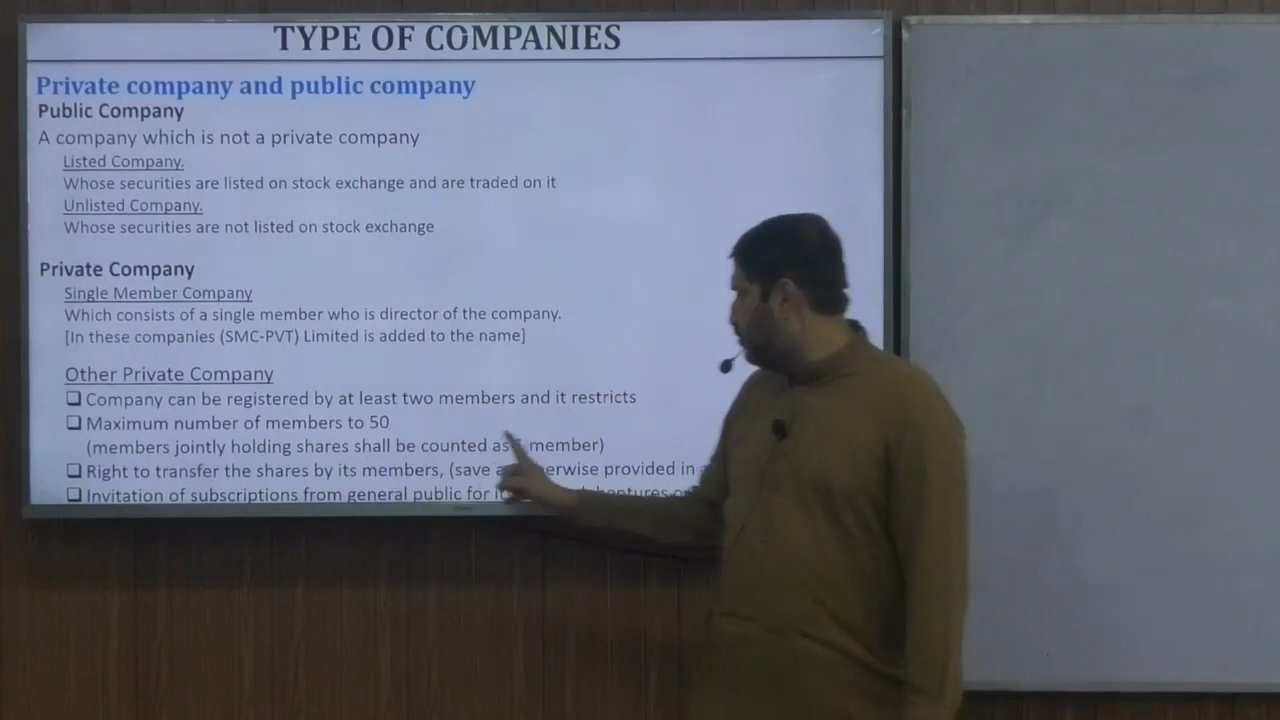 TYPE OF COMPANIES
Private company and public company
Public Company
A company which is not a private company
Listed Company.
Whose securities are listed on stock exchange and are traded on it
Unlisted Company.
Whose securities are not listed on stock exchange
Private Company
Single Member Company
Which consists of a single member who is director of the company.
[In these companies (SMC-PVT) Limited is added to the name]
Other Private Company
❑ Company can be registered by at least two members and it restricts
❑ Maximum number of members to 50
(members jointly holding shares shall be counted as member)
❑ Right to transfer the shares by its members, (save provided in
❑ Invitation of subscriptions from general public for